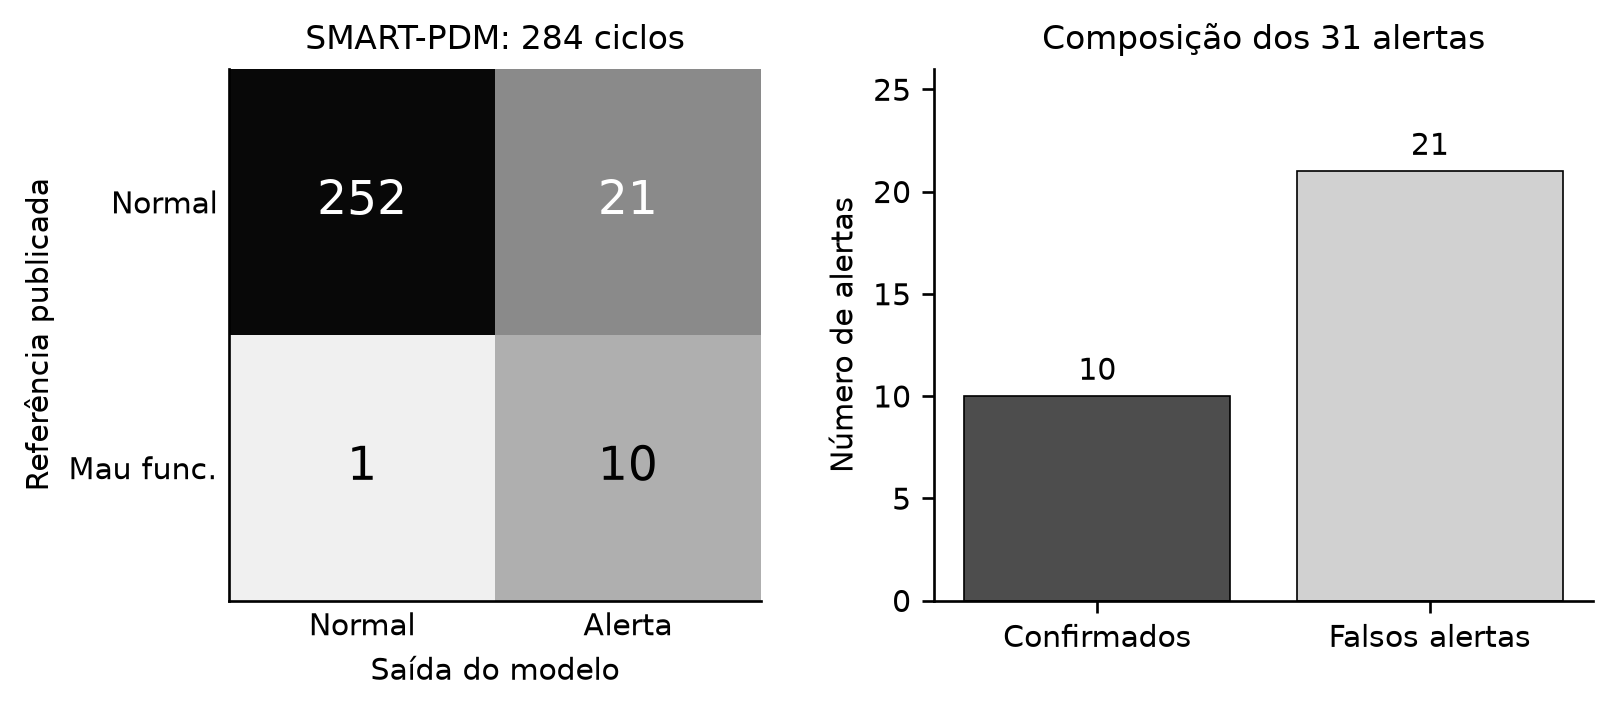 SMART-PDM: 284 ciclos
Referência publicada
Normal
252
21
Mau func.
1
10
Normal
Alerta
Saída do modelo
Composição dos 31 alertas
Número de alertas
25
20
15
10
5
0
10
21
Confirmados
Falsos alertas